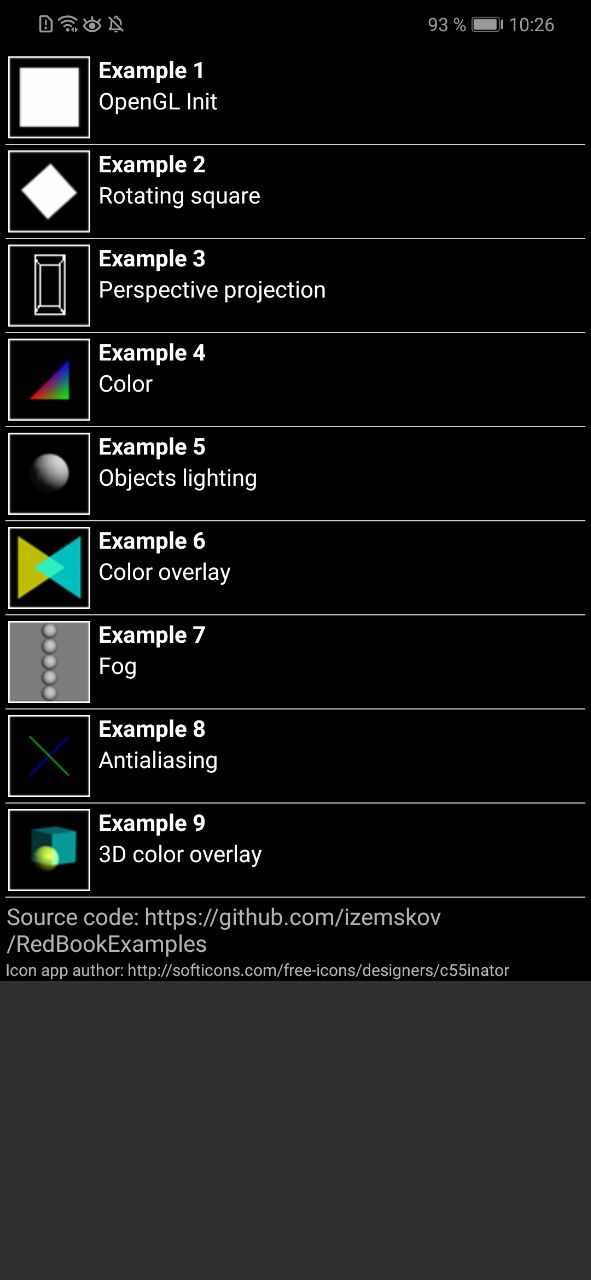 93 % 10:26
Example 1
OpenGL Init
Example 2
Rotating square
Example 3
Perspective projection
Example 4
Color
Example 5
Objects lighting
Example 6
Color overlay
Example 7
Fog
Example 8
Antialiasing
Example 9
3D color overlay
Source code: https://github.com/izemskov
/RedBookExamples
Icon app author: http://softicons.com/free-icons/designers/c55inator